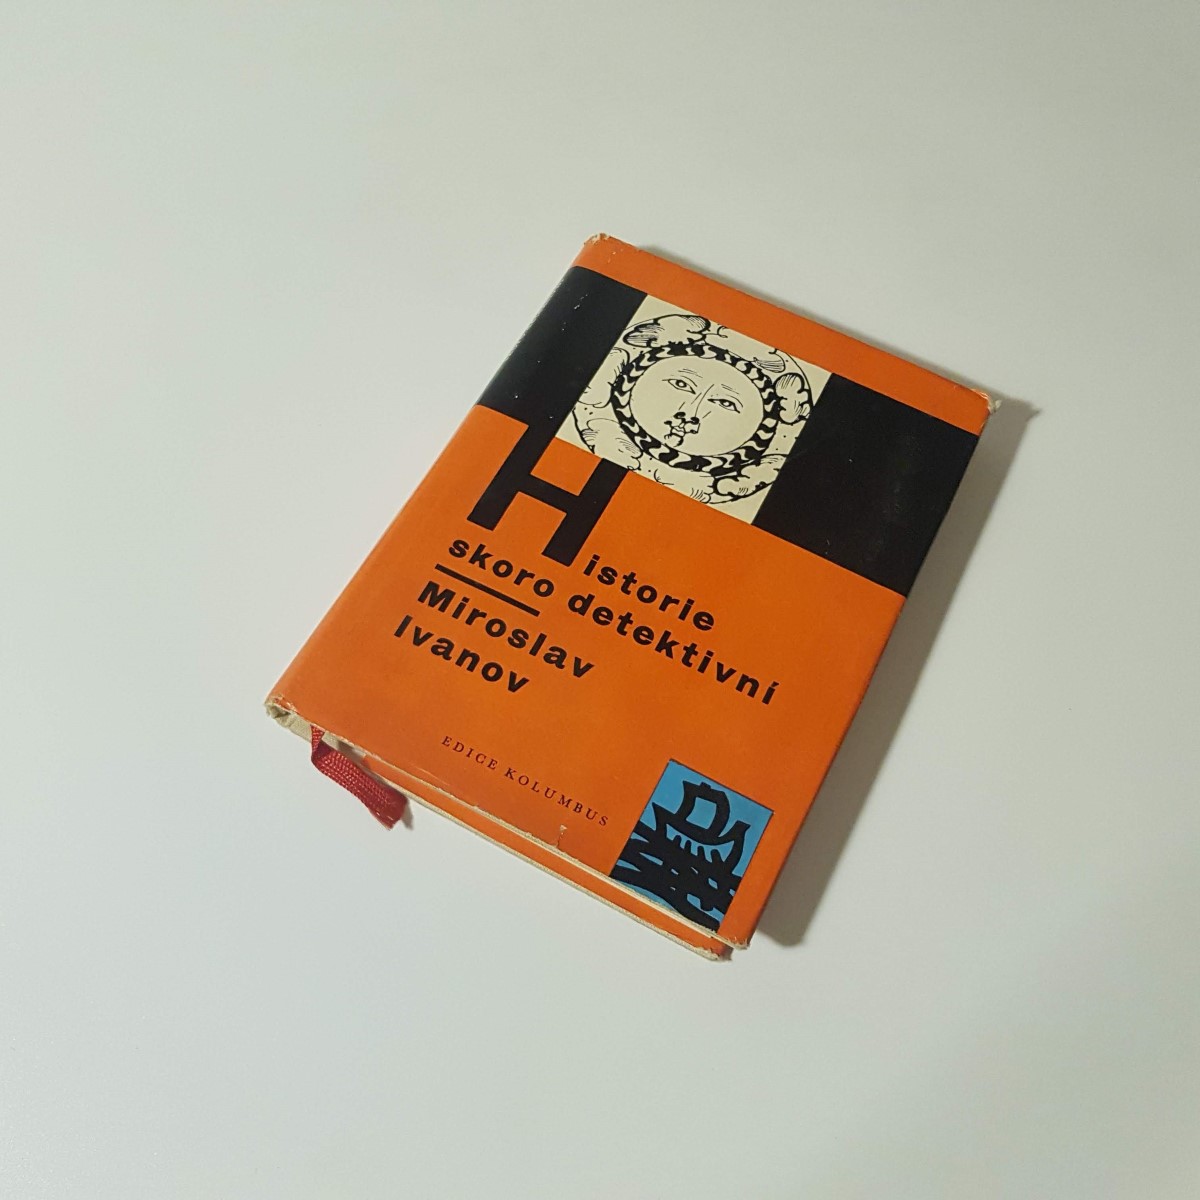 Historie
skoro detektivní
Miroslav
Ivanov
EDICE KOLUMBUS